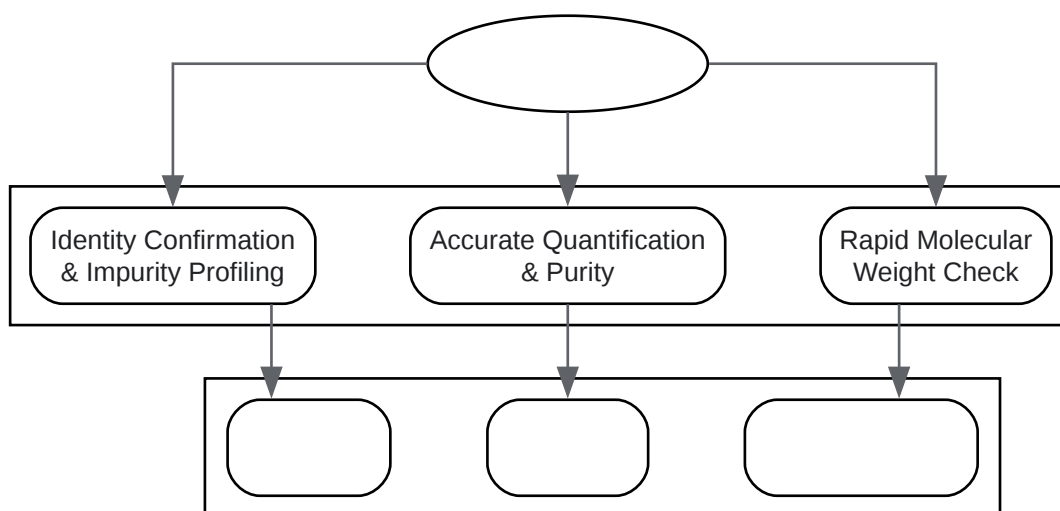 Identity Confirmation
& Impurity Profiling
Accurate Quantification
& Purity
Rapid Molecular
Weight Check